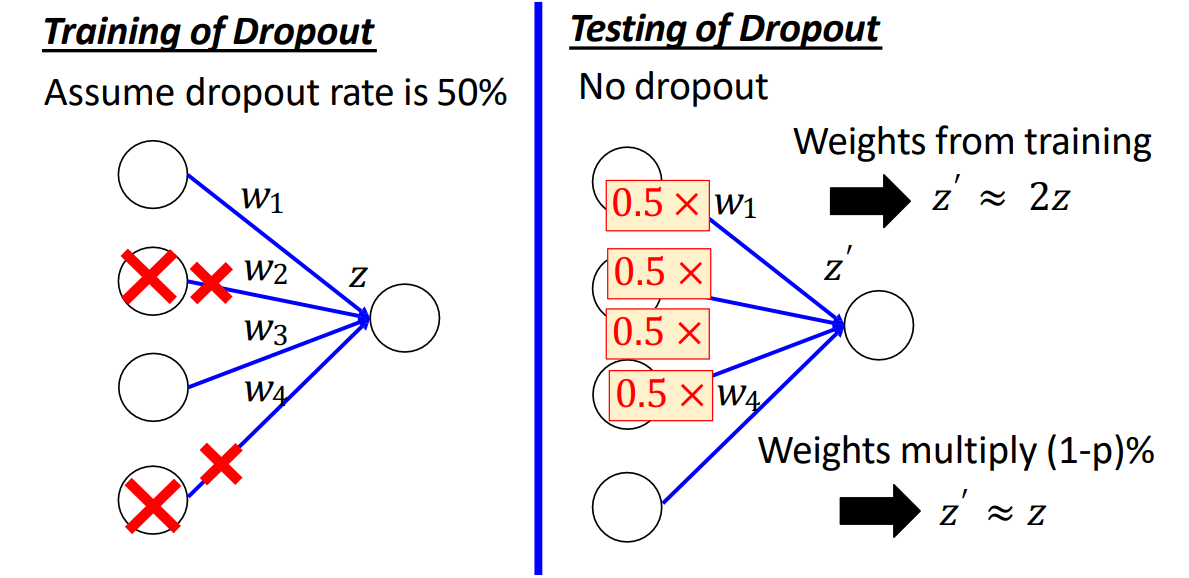 Training of Dropout
Assume dropout rate is 50%
w1
w2
z
w3
w4
Testing of Dropout
No dropout
Weights from training
z′ ≈ 2z
0.5 × w1
z′
0.5 ×
0.5 ×
0.5 × w4
Weights multiply (1-p)%
z′ ≈ z